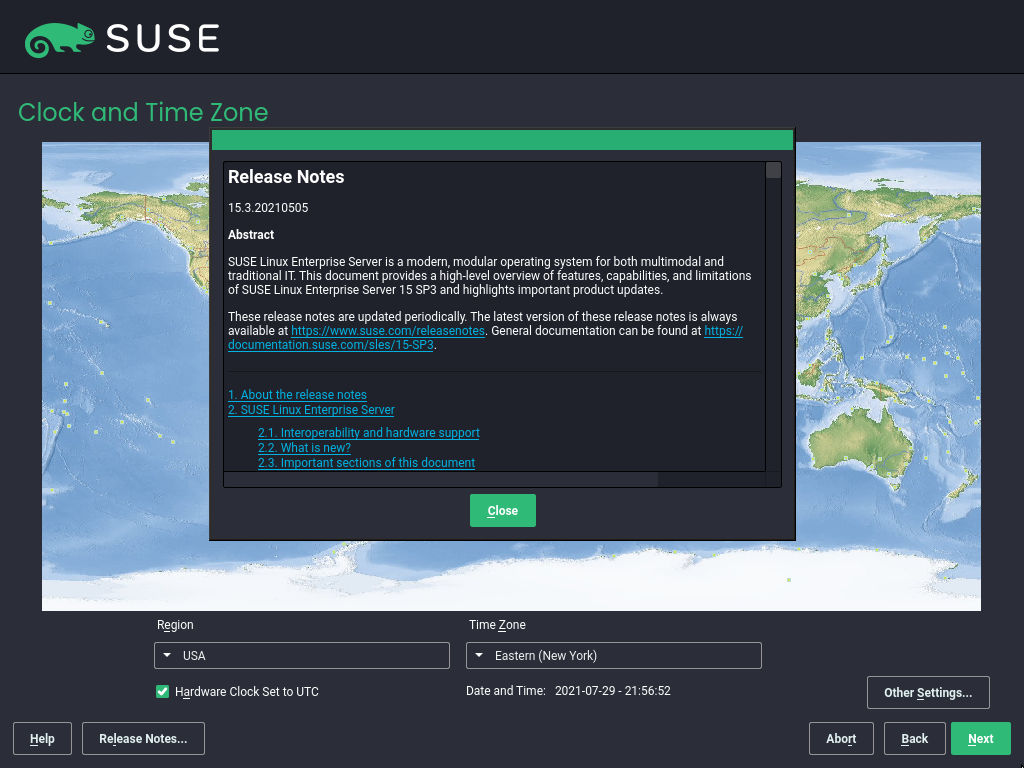 SUSE
Clock and Time Zone
Release Notes
15.3.20210505
Abstract
SUSE Linux Enterprise Server is a modern, modular operating system for both multimodal and
traditional IT. This document provides a high-level overview of features, capabilities, and limitations
of SUSE Linux Enterprise Server 15 SP3 and highlights important product updates.
These release notes are updated periodically. The latest version of these release notes is always
available at https://www.suse.com/releasenotes. General documentation can be found at https://
documentation.suse.com/sles/15-SP3.
1. About the release notes
2. SUSE Linux Enterprise Server
2.1. Interoperability and hardware support
2.2. What is new?
2.3. Important sections of this document
Close
Region
Time Zone
USA
Eastern (New York)
Hardware Clock Set to UTC
Date and Time: 2021-07-29 - 21:56:52
Other Settings...
Help
Release Notes...
Abort
Back
Next